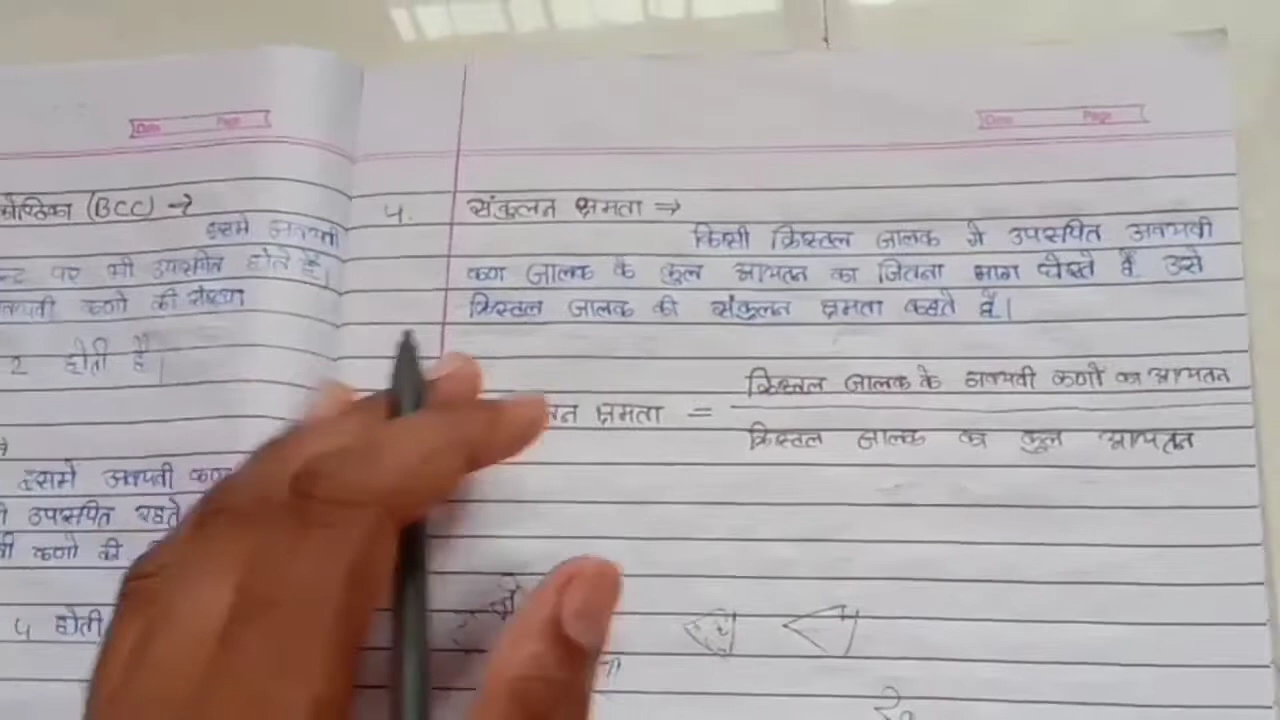 Date Page
कोष्ठिका (BCC) →
इसमे अवयवी
पर भी उपस्थित होते है।
अवयवी कणो की संख्या
2 होती है।
इसमे अवयवी कण
उपस्थित रहते
कणो की
4 होती
Date Page
4. संकुलन क्षमता ⇒
किसी क्रिस्टल जालक मे उपस्थित अवयवी
कण जालक के कुल आयतन का जितना भाग घेरते है उसे
क्रिस्टल जालक की संकुलन क्षमता कहते है।
क्रिस्टल जालक के अवयवी कणों का आयतन
क्षमता =
क्रिस्टल जालक का कुल आयतन